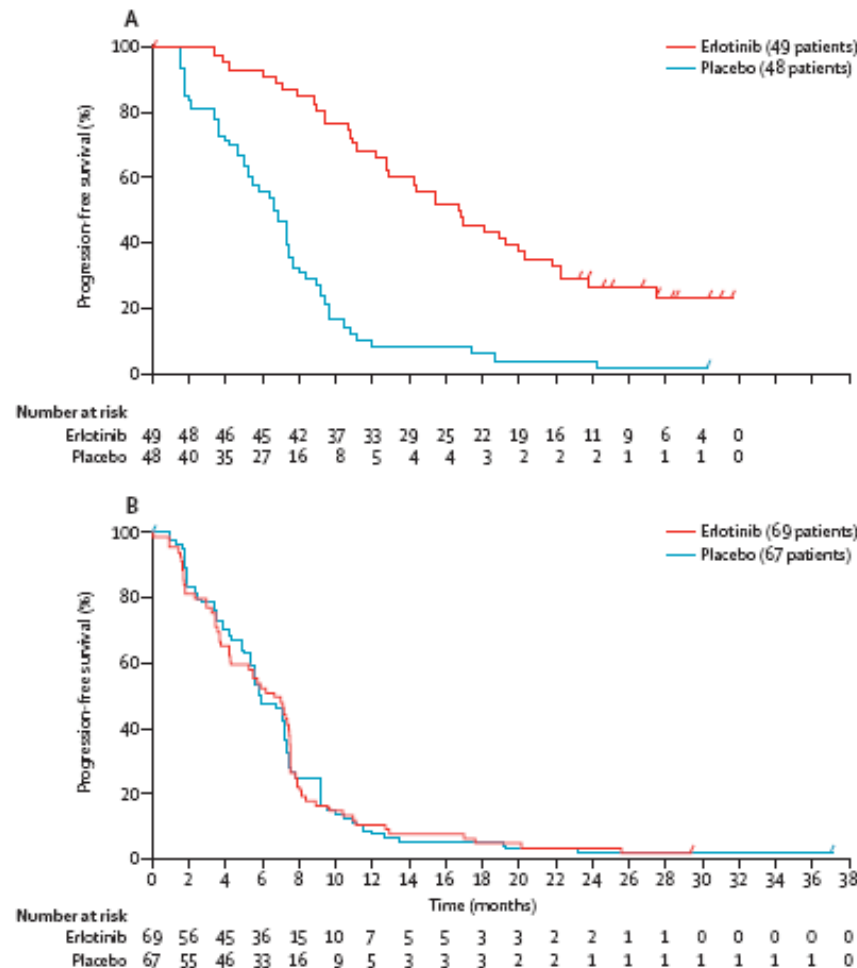 A
100
80
60
40
20
0
Progression-free survival (%)
Erlotinib (49 patients)
Placebo (48 patients)
Number at risk
Erlotinib 49 48 46 45 42 37 33 29 25 22 19 16 11 9 6 4 0
Placebo 48 40 35 27 16 8 5 4 4 3 2 2 2 1 1 1 0
B
100
80
60
40
20
0
Progression-free survival (%)
Erlotinib (69 patients)
Placebo (67 patients)
0 2 4 6 8 10 12 14 16 18 20 22 24 26 28 30 32 34 36 38
Time (months)
Number at risk
Erlotinib 69 56 45 36 15 10 7 5 5 3 3 2 2 1 1 0 0 0 0 0
Placebo 67 55 46 33 16 9 5 3 3 3 2 2 1 1 1 1 1 1 1 0